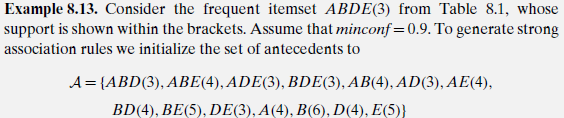 Example 8.13. Consider the frequent itemset ABDE(3) from Table 8.1, whose
support is shown within the brackets. Assume that minconf = 0.9. To generate strong
association rules we initialize the set of antecedents to
𝒜 = {ABD(3), ABE(4), ADE(3), BDE(3), AB(4), AD(3), AE(4),
BD(4), BE(5), DE(3), A(4), B(6), D(4), E(5)}